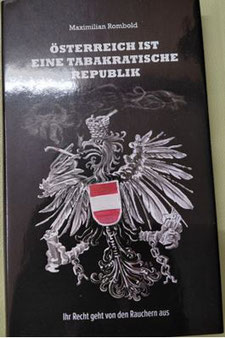 Maximilian Rombold
ÖSTERREICH IST
EINE TABAKRATISCHE
REPUBLIK
Ihr Recht geht von den Rauchern aus